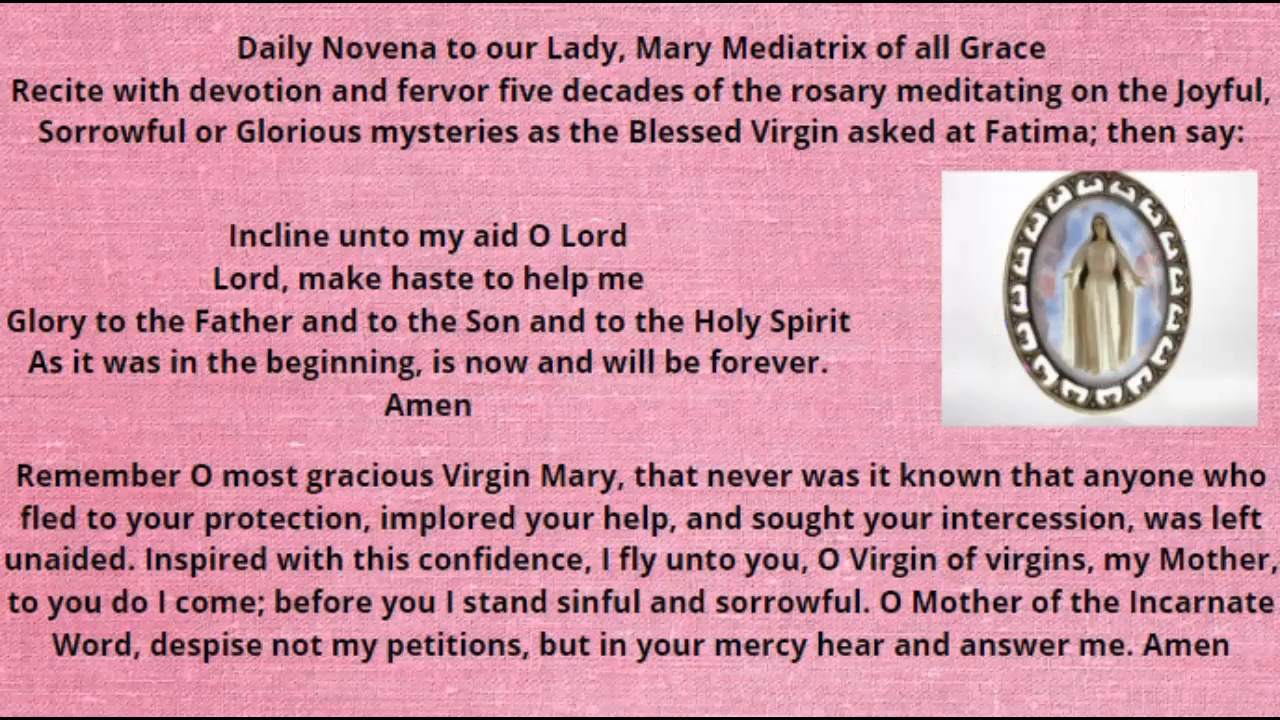 Daily Novena to our Lady, Mary Mediatrix of all Grace
Recite with devotion and fervor five decades of the rosary meditating on the Joyful,
Sorrowful or Glorious mysteries as the Blessed Virgin asked at Fatima; then say:
Incline unto my aid O Lord
Lord, make haste to help me
Glory to the Father and to the Son and to the Holy Spirit
As it was in the beginning, is now and will be forever.
Amen
Remember O most gracious Virgin Mary, that never was it known that anyone who
fled to your protection, implored your help, and sought your intercession, was left
unaided. Inspired with this confidence, I fly unto you, O Virgin of virgins, my Mother,
to you do I come; before you I stand sinful and sorrowful. O Mother of the Incarnate
Word, despise not my petitions, but in your mercy hear and answer me. Amen